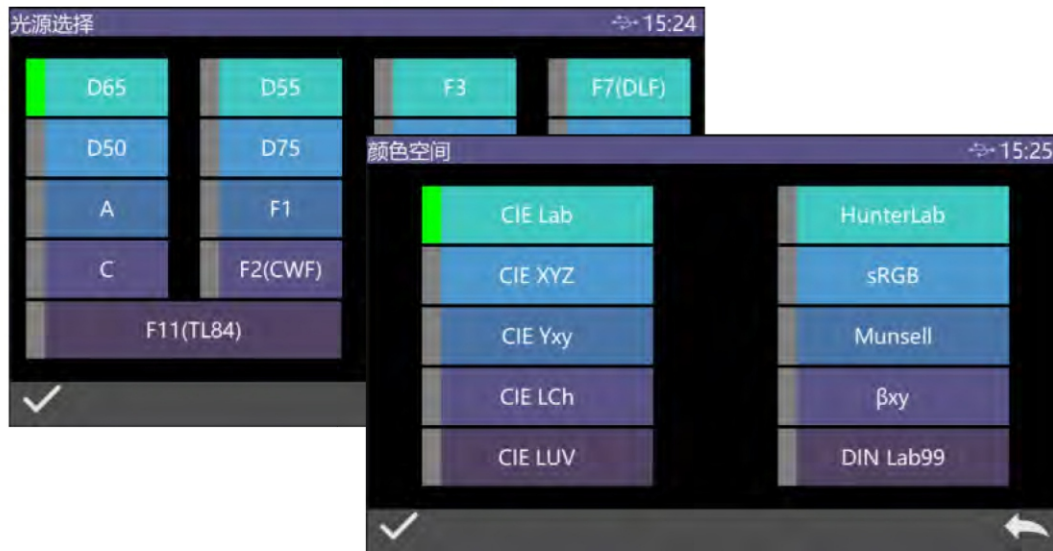 光源选择 15:24
D65 D55 F3 F7(DLF)
D50 D75
A F1
C F2(CWF)
F11(TL84)
颜色空间 15:25
CIE Lab HunterLab
CIE XYZ sRGB
CIE Yxy Munsell
CIE LCh βxy
CIE LUV DIN Lab99